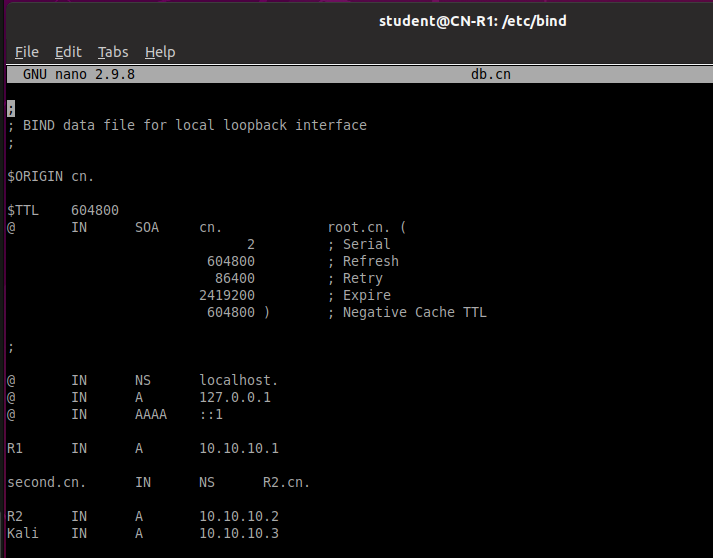 student@CN-R1: /etc/bind
File Edit Tabs Help
GNU nano 2.9.8 db.cn
;
; BIND data file for local loopback interface
;
$ORIGIN cn.
$TTL 604800
@ IN SOA cn. root.cn. (
2 ; Serial
604800 ; Refresh
86400 ; Retry
2419200 ; Expire
604800 ) ; Negative Cache TTL
;
@ IN NS localhost.
@ IN A 127.0.0.1
@ IN AAAA ::1
R1 IN A 10.10.10.1
second.cn. IN NS R2.cn.
R2 IN A 10.10.10.2
Kali IN A 10.10.10.3